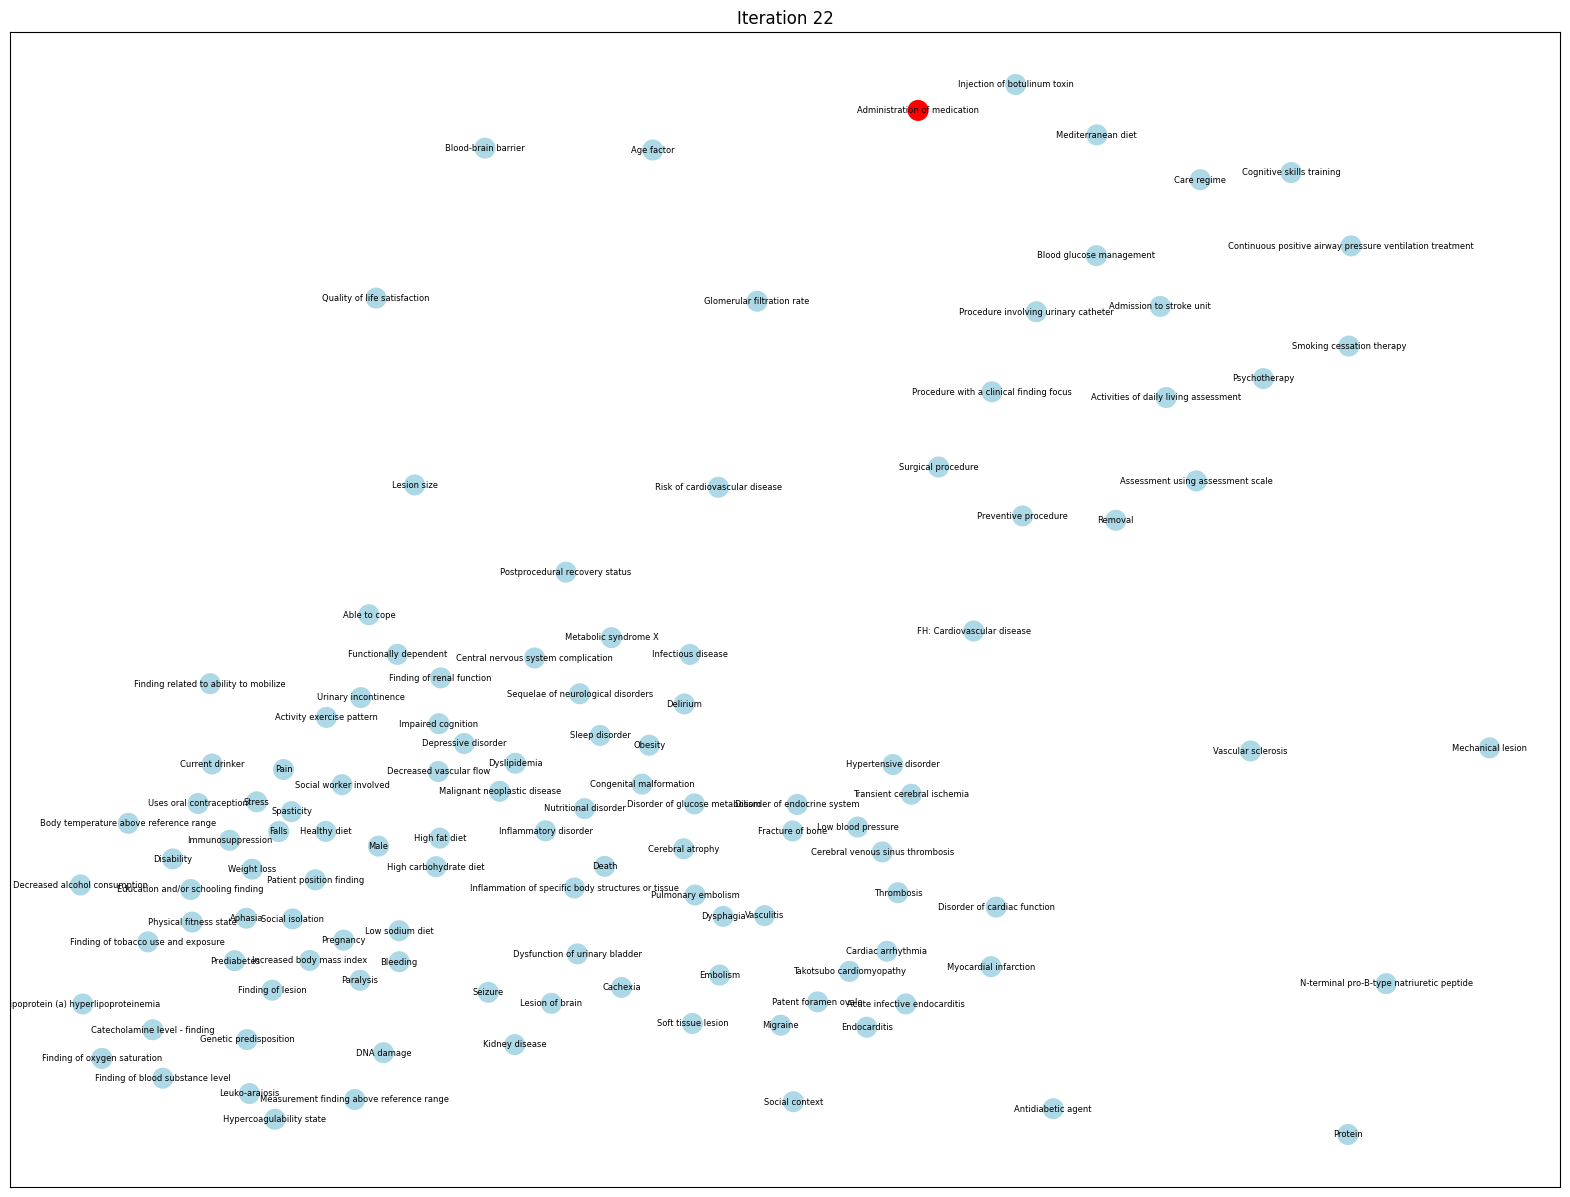 Iteration 22
Injection of botulinum toxin
Administration of medication
Mediterranean diet
Blood-brain barrier
Age factor
Cognitive skills training
Care regime
Continuous positive airway pressure ventilation treatment
Blood glucose management
Quality of life satisfaction
Glomerular filtration rate
Admission to stroke unit
Procedure involving urinary catheter
Smoking cessation therapy
Psychotherapy
Procedure with a clinical finding focus
Activities of daily living assessment
Surgical procedure
Assessment using assessment scale
Lesion size
Risk of cardiovascular disease
Preventive procedure
Removal
Postprocedural recovery status
Able to cope
FH: Cardiovascular disease
Metabolic syndrome X
Functionally dependent
Central nervous system complication
Infectious disease
Finding of renal function
Finding related to ability to mobilize
Urinary incontinence
Sequelae of neurological disorders
Delirium
Activity exercise pattern
Impaired cognition
Sleep disorder
Depressive disorder
Obesity
Mechanical lesion
Vascular sclerosis
Current drinker
Pain
Decreased vascular flow
Dyslipidemia
Hypertensive disorder
Social worker involved
Malignant neoplastic disease
Congenital malformation
Transient cerebral ischemia
Uses oral contraception
Stress
Nutritional disorder
Disorder of glucose metabolism
Disorder of endocrine system
Spasticity
Body temperature above reference range
Falls
Healthy diet
Inflammatory disorder
Fracture of bone
Low blood pressure
Immunosuppression
High fat diet
Male
Cerebral atrophy
Cerebral venous sinus thrombosis
Disability
Weight loss
High carbohydrate diet
Death
Patient position finding
Decreased alcohol consumption
Education and/or schooling finding
Inflammation of specific body structures or tissue
Pulmonary embolism
Thrombosis
Disorder of cardiac function
Physical fitness state
Aphasia
Social isolation
Dysphagia
Vasculitis
Low sodium diet
Finding of tobacco use and exposure
Pregnancy
Dysfunction of urinary bladder
Cardiac arrhythmia
Prediabetes
Increased body mass index
Bleeding
Takotsubo cardiomyopathy
Myocardial infarction
Paralysis
Embolism
N-terminal pro-B-type natriuretic peptide
Finding of lesion
Seizure
Cachexia
poprotein (a) hyperlipoproteinemia
Lesion of brain
Patent foramen ovale
Acute infective endocarditis
Catecholamine level - finding
Soft tissue lesion
Migraine
Endocarditis
Genetic predisposition
Kidney disease
DNA damage
Finding of oxygen saturation
Finding of blood substance level
Leuko-araiosis
Measurement finding above reference range
Social context
Antidiabetic agent
Hypercoagulability state
Protein